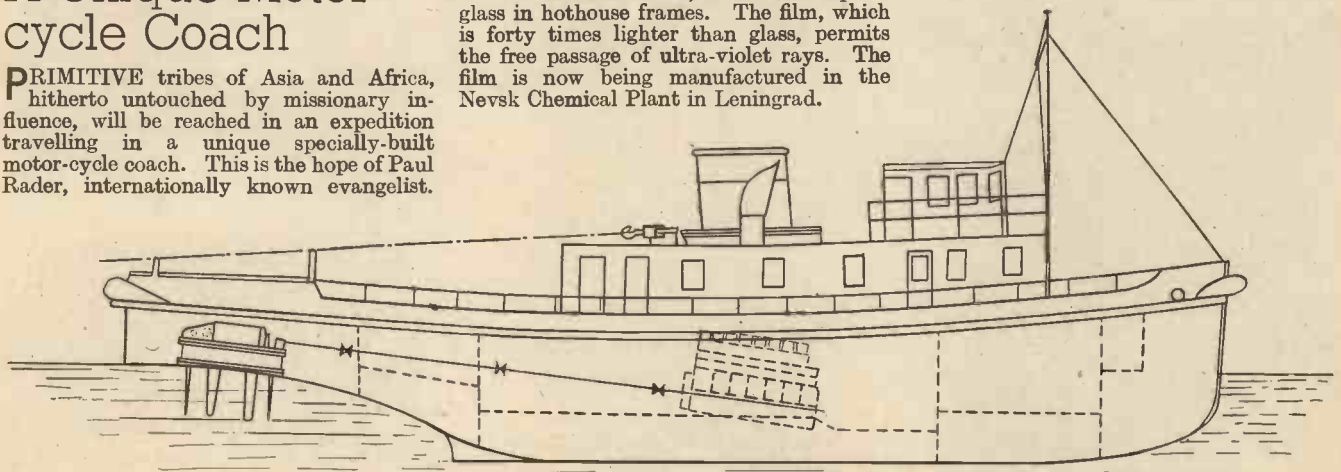 cycle Coach
PRIMITIVE tribes of Asia and Africa,
hitherto untouched by missionary in-
fluence, will be reached in an expedition
travelling in a unique specially-built
motor-cycle coach. This is the hope of Paul
Rader, internationally known evangelist.
glass in hothouse frames. The film, which
is forty times lighter than glass, permits
the free passage of ultra-violet rays. The
film is now being manufactured in the
Nevsk Chemical Plant in Leningrad.